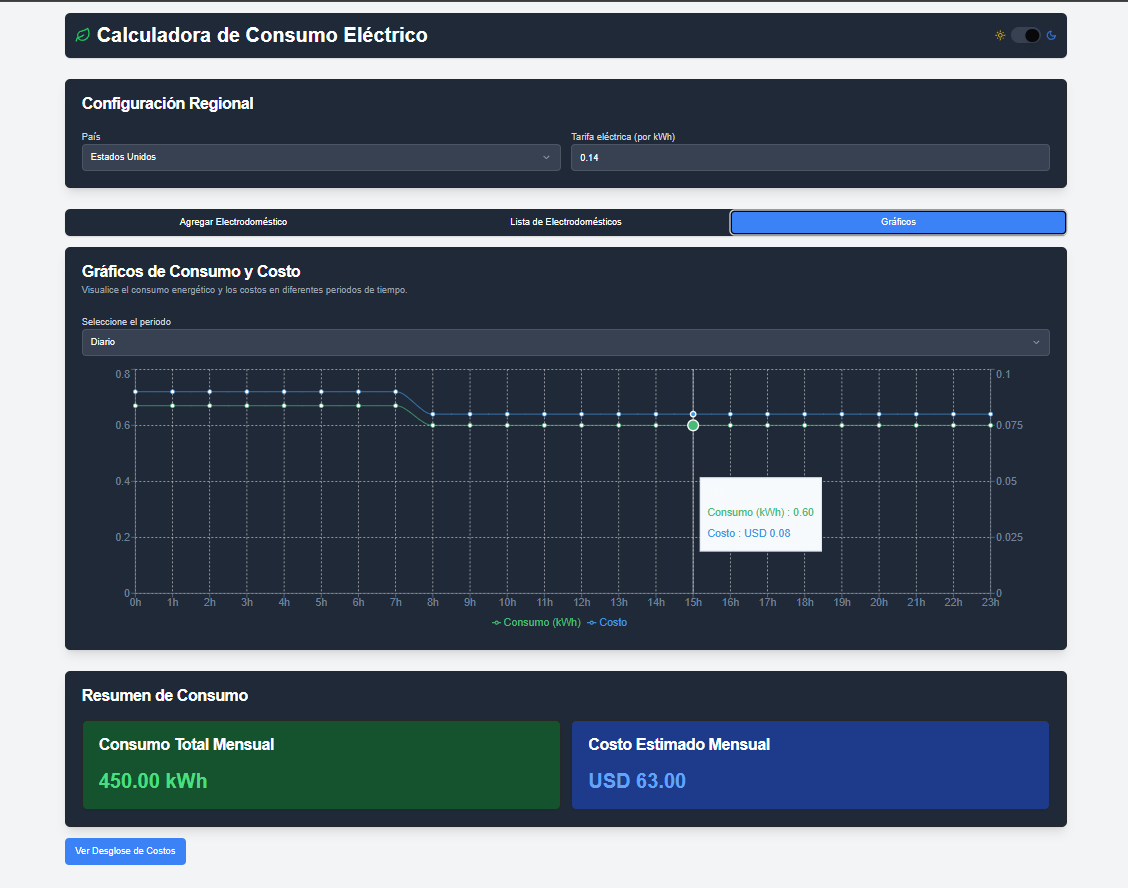 Calculadora de Consumo Eléctrico
Configuración Regional
País
Tarifa eléctrica (por kWh)
Estados Unidos
0.14
Agregar Electrodoméstico
Lista de Electrodomésticos
Gráficos
Gráficos de Consumo y Costo
Visualice el consumo energético y los costos en diferentes periodos de tiempo.
Seleccione el periodo
Diario
0.8
0.6
0.4
0.2
0
0.1
0.075
0.05
0.025
0
Consumo (kWh) : 0.60
Costo : USD 0.08
0h 1h 2h 3h 4h 5h 6h 7h 8h 9h 10h 11h 12h 13h 14h 15h 16h 17h 18h 19h 20h 21h 22h 23h
Consumo (kWh) Costo
Resumen de Consumo
Consumo Total Mensual
450.00 kWh
Costo Estimado Mensual
USD 63.00
Ver Desglose de Costos